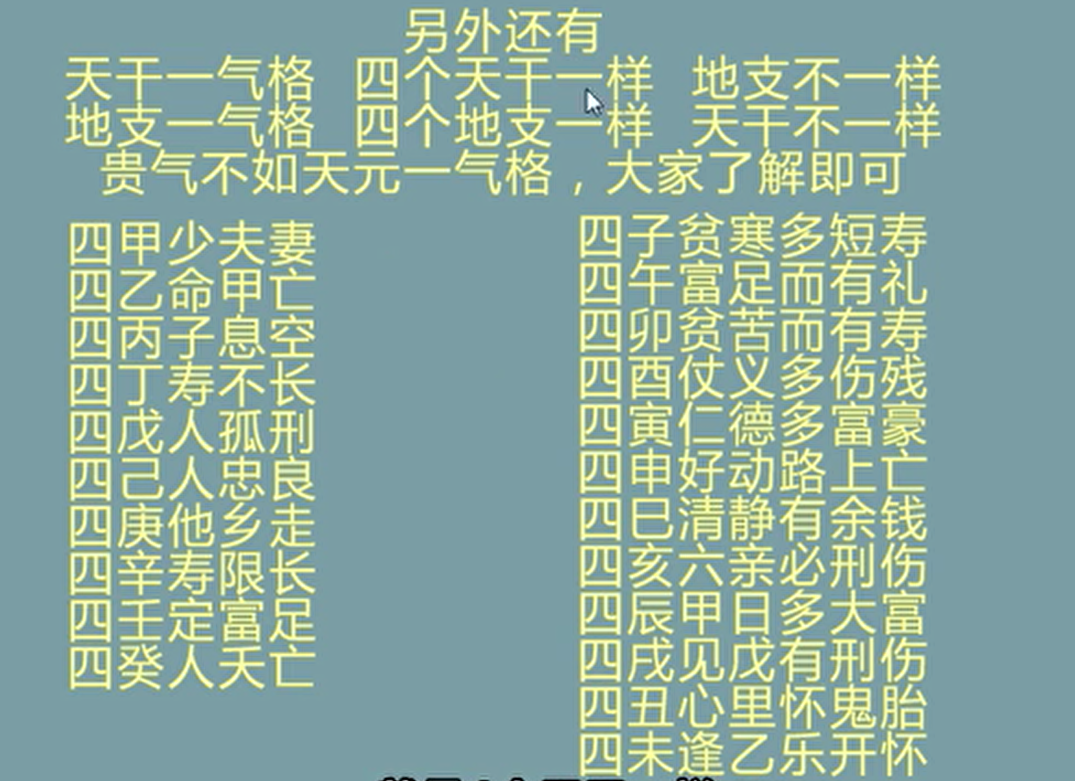 另外还有
天干一气格 四个天干一样 地支不一样
地支一气格 四个地支一样 天干不一样
贵气不如天元一气格，大家了解即可
四甲少夫妻
四乙命甲亡
四丙子息空
四丁寿不长
四戊人孤刑
四己人忠良
四庚他乡走
四辛寿限长
四壬定富足
四癸人夭亡
四子贫寒多短寿
四午富足而有礼
四卯贫苦而有寿
四酉仗义多伤残
四寅仁德多富豪
四申好动路上亡
四巳清静有余钱
四亥六亲必刑伤
四辰甲日多大富
四戌见戊有刑伤
四丑心里怀鬼胎
四未逢乙乐开怀